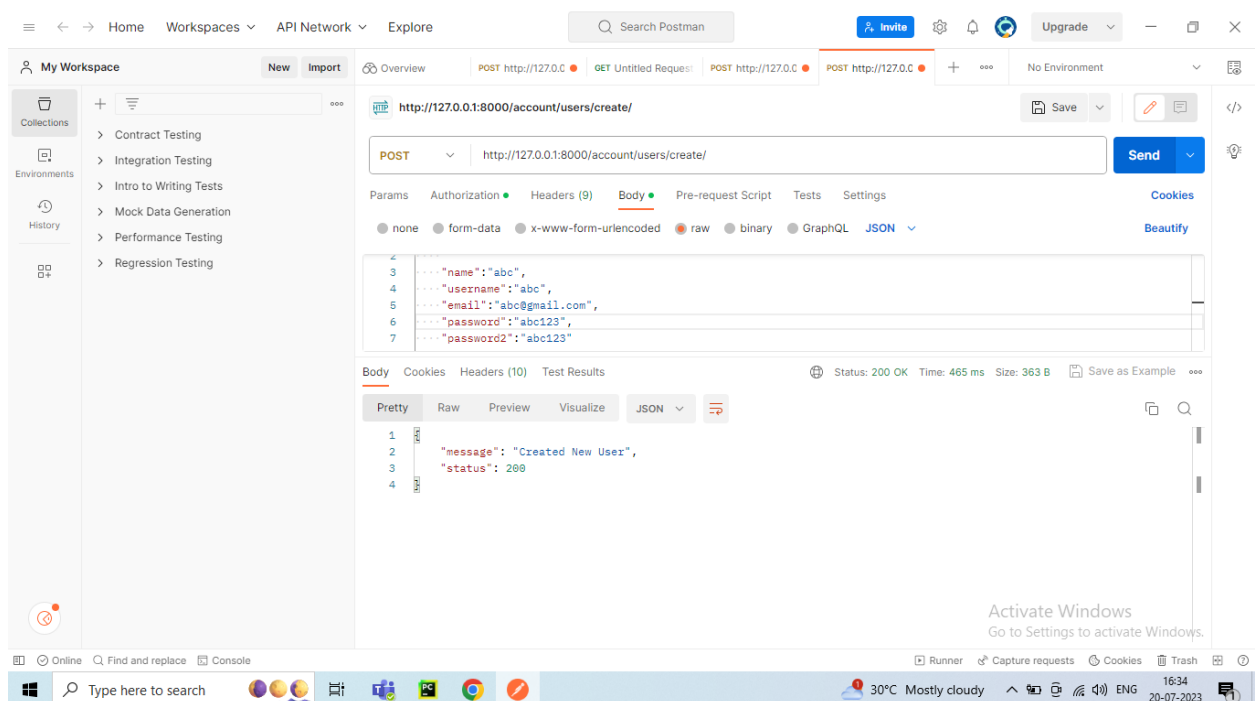 Home Workspaces API Network Explore Search Postman Invite Upgrade
My Workspace New Import Overview POST http://127.0.0 GET Untitled Reques POST http://127.0.0 POST http://127.0.0 No Environment
Collections
Environments
History
Contract Testing
Integration Testing
Intro to Writing Tests
Mock Data Generation
Performance Testing
Regression Testing
HTTP http://127.0.0.1:8000/account/users/create/ Save
POST http://127.0.0.1:8000/account/users/create/ Send
Params Authorization Headers (9) Body Pre-request Script Tests Settings Cookies
none form-data x-www-form-urlencoded raw binary GraphQL JSON Beautify
2
3 "name":"abc",
4 "username":"abc",
5 "email":"abc@gmail.com",
6 "password":"abc123",
7 "password2":"abc123"
Body Cookies Headers (10) Test Results Status: 200 OK Time: 465 ms Size: 363 B Save as Example
Pretty Raw Preview Visualize JSON
1 {
2 "message": "Created New User",
3 "status": 200
4 }
Activate Windows
Go to Settings to activate Windows.
Online Find and replace Console Runner Capture requests Cookies Trash
Type here to search PC 30°C Mostly cloudy ENG 16:34
20-07-2023 1